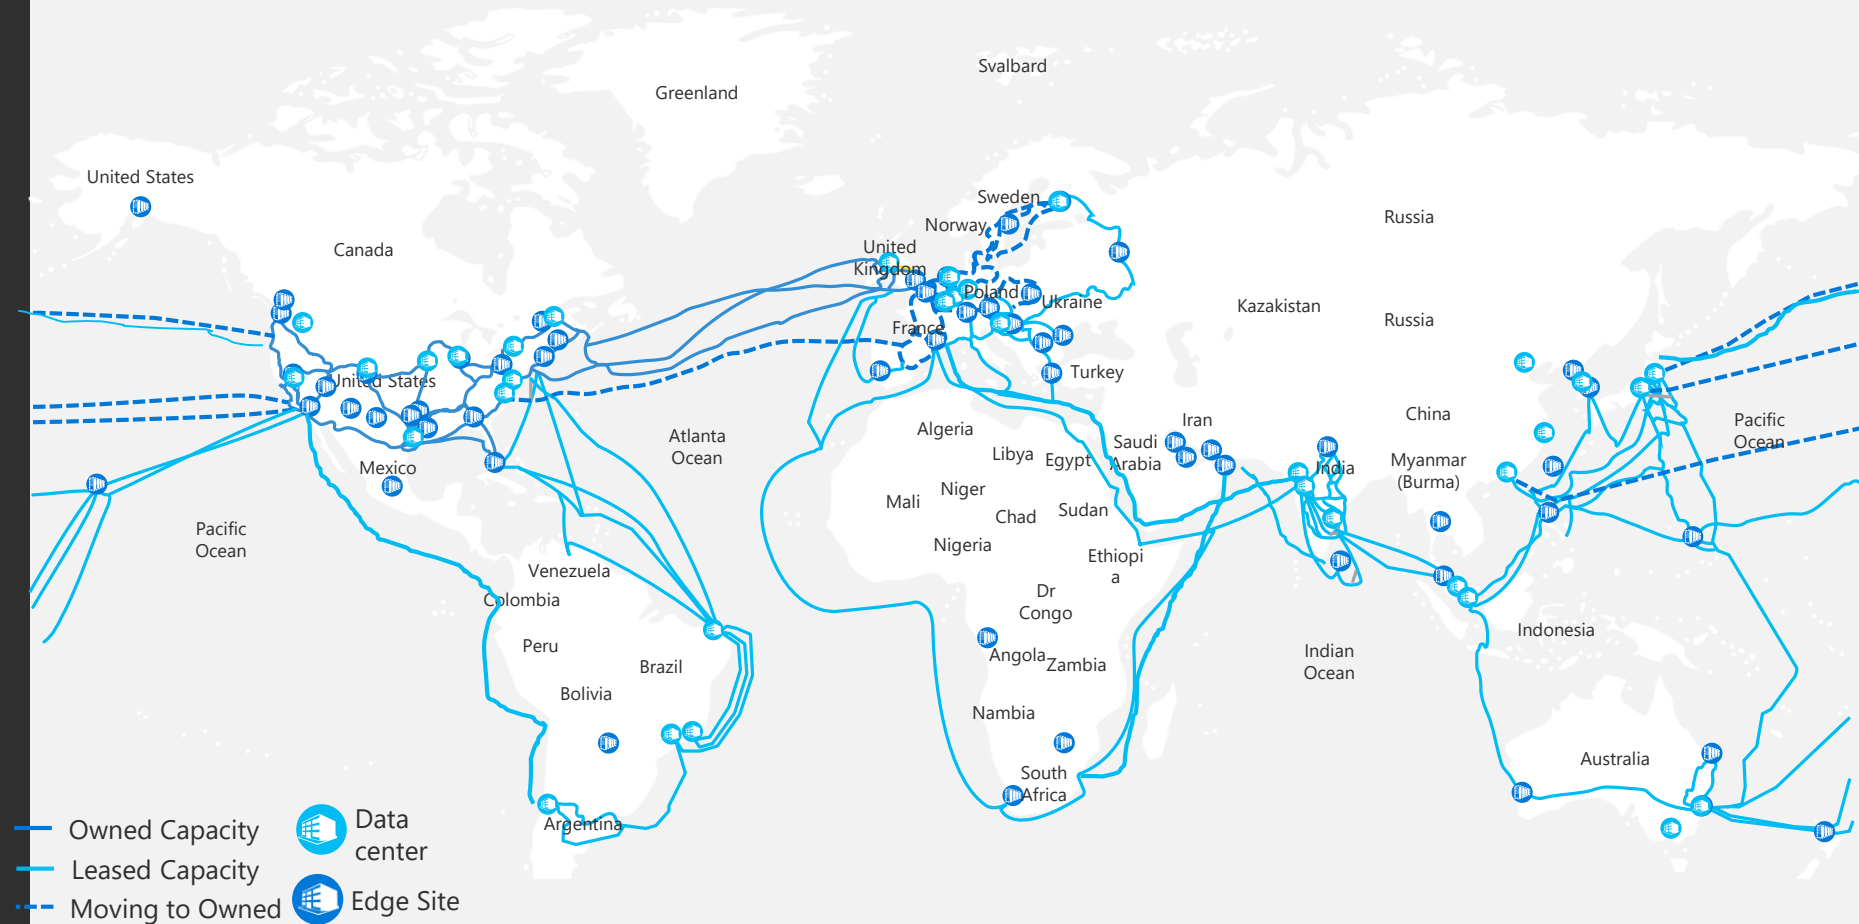 Svalbard
Greenland
United States
Sweden
Norway
Russia
Canada
United
Kingdom
Poland
Ukraine
Kazakistan
Russia
France
United States
Turkey
Iran
China
Pacific
Ocean
Algeria
Atlanta
Ocean
Saudi
Arabia
Libya
Egypt
India
Myanmar
(Burma)
Mexico
Niger
Mali
Chad
Sudan
Pacific
Ocean
Nigeria
Ethiopi
a
Venezuela
Colombia
Dr
Congo
Peru
Indonesia
Brazil
Angola
Zambia
Indian
Ocean
Bolivia
Nambia
Australia
South
Africa
Argentina
Owned Capacity
Leased Capacity
Moving to Owned
Data
center
Edge Site